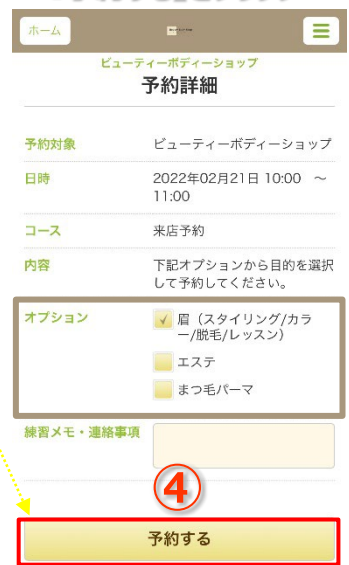 ホーム
ビューティーボディーショップ
予約詳細
予約対象
ビューティーボディーショップ
日時
2022年02月21日 10:00 ～
11:00
コース
来店予約
内容
下記オプションから目的を選択
して予約してください。
オプション
眉（スタイリング/カラ
ー/脱毛/レッスン）
エステ
まつ毛パーマ
練習メモ・連絡事項
④
予約する